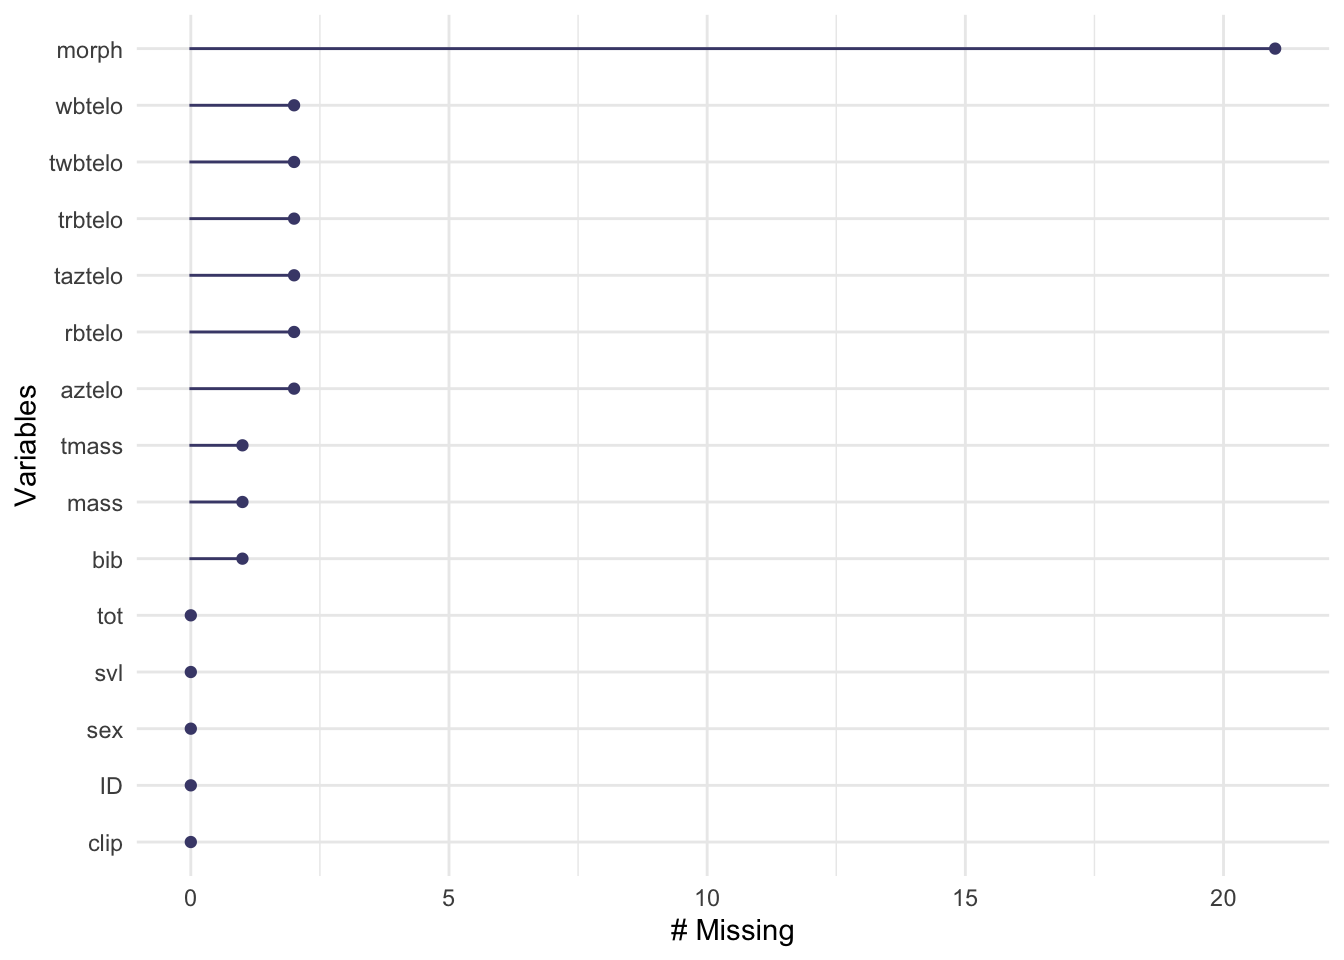 morph
wbtelo
twbtelo
trbtelo
taztelo
rbtelo
aztelo
tmass
mass
bib
tot
svl
sex
ID
clip
Variables
0 5 10 15 20
# Missing